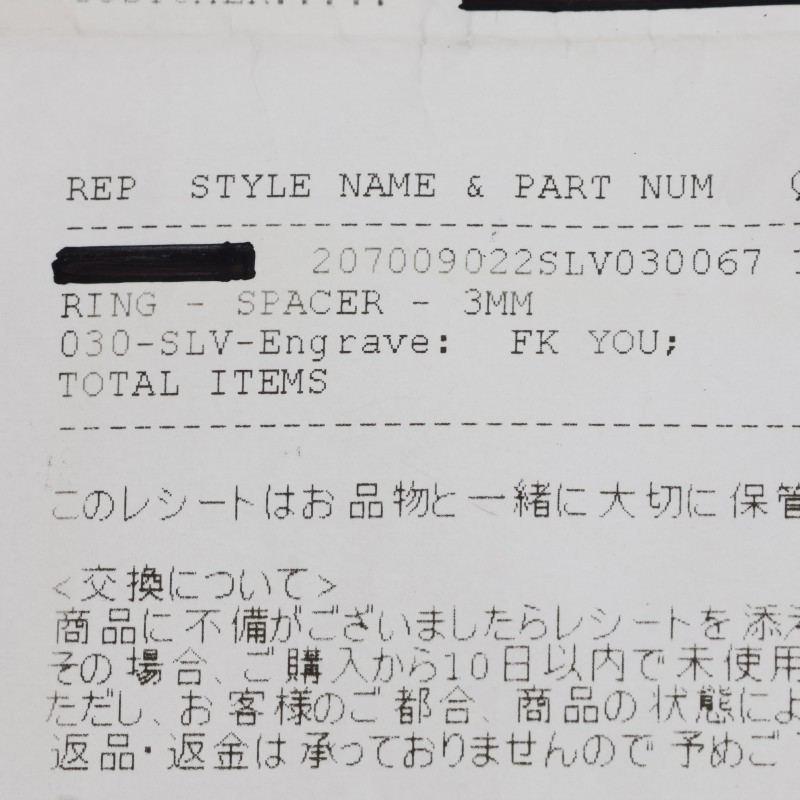 CUSTOMER.....
REP STYLE NAME & PART NUM
207009022SLV030067 1
RING - SPACER - 3MM
030-SLV-Engrave: FK YOU;
TOTAL ITEMS
このレシートはお品物と一緒に大切に保管
<交換について>
商品に不備がございましたらレシートを添え
その場合、ご購入から10日以内で未使用
ただし、お客様のご都合、商品の状態によ
返品・返金は承っておりませんので予めご